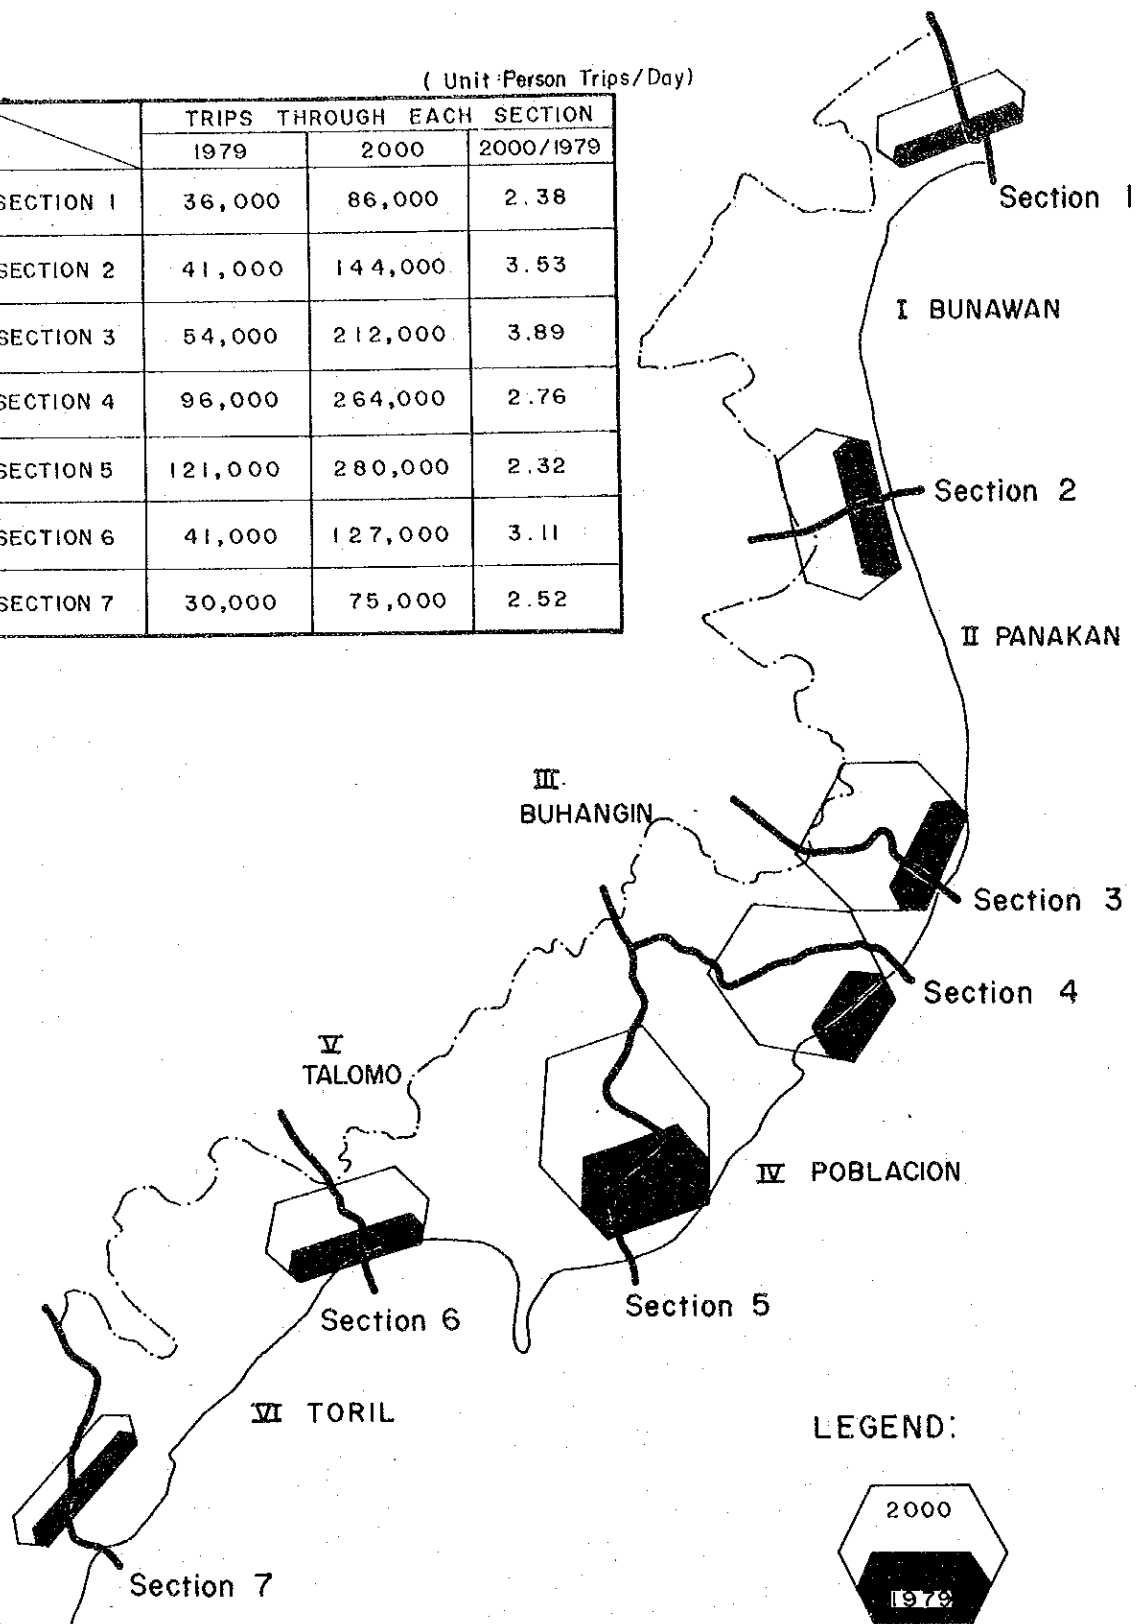 ( Unit : Person Trips/Day)
TRIPS THROUGH EACH SECTION
1979 2000 2000/1979
SECTION 1 36,000 86,000 2.38
SECTION 2 41,000 144,000 3.53
SECTION 3 54,000 212,000 3.89
SECTION 4 96,000 264,000 2.76
SECTION 5 121,000 280,000 2.32
SECTION 6 41,000 127,000 3.11
SECTION 7 30,000 75,000 2.52
Section 1
I BUNAWAN
Section 2
II PANAKAN
III
BUHANGIN
Section 3
Section 4
V
TALOMO
IV POBLACION
Section 5
Section 6
VI TORIL
Section 7
LEGEND:
2000
1979